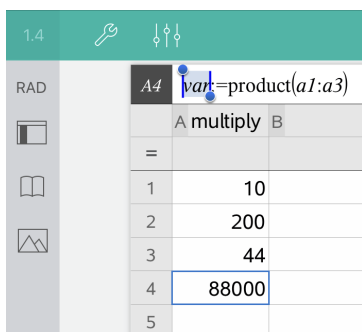 1.4
RAD
A4 var:=product(a1:a3)
A multiply B
=
1 10
2 200
3 44
4 88000
5